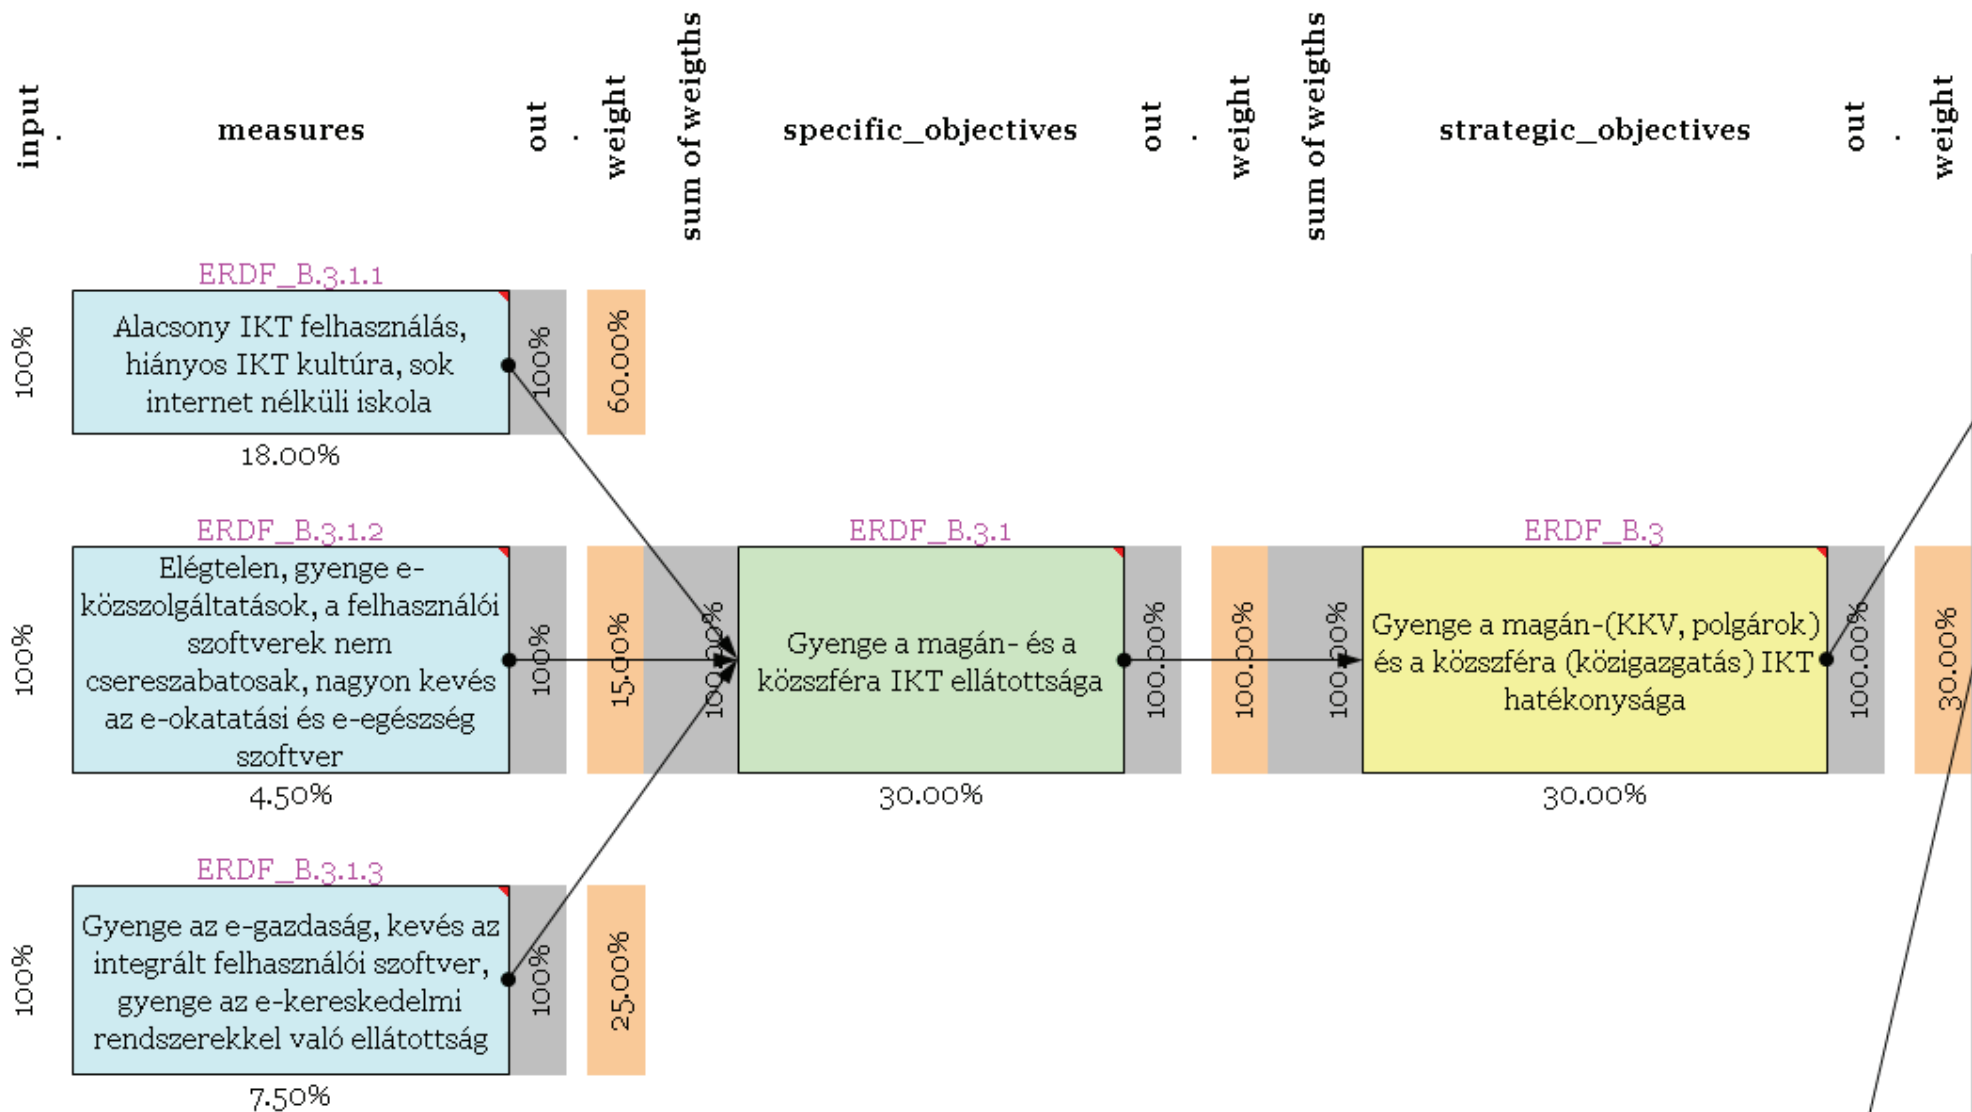 input
.
measures
out
.
weight
sum of weigths
specific_objectives
out
.
weight
sum of weigths
strategic_objectives
out
.
weight
ERDF_B.3.1.1
100%
Alacsony IKT felhasználás,
hiányos IKT kultúra, sok
internet nélküli iskola
100%
60.00%
18.00%
ERDF_B.3.1.2
100%
Elégtelen, gyenge e-
közszolgáltatások, a felhasználói
szoftverek nem
csereszabatosak, nagyon kevés
az e-okatatási és e-egészség
szoftver
100%
15.00%
100.00%
4.50%
ERDF_B.3.1
Gyenge a magán- és a
közszféra IKT ellátottsága
100.00%
100.00%
100.00%
30.00%
ERDF_B.3
Gyenge a magán-(KKV, polgárok)
és a közszféra (közigazgatás) IKT
hatékonysága
100.00%
30.00%
30.00%
ERDF_B.3.1.3
100%
Gyenge az e-gazdaság, kevés az
integrált felhasználói szoftver,
gyenge az e-kereskedelmi
rendszerekkel való ellátottság
100%
25.00%
7.50%